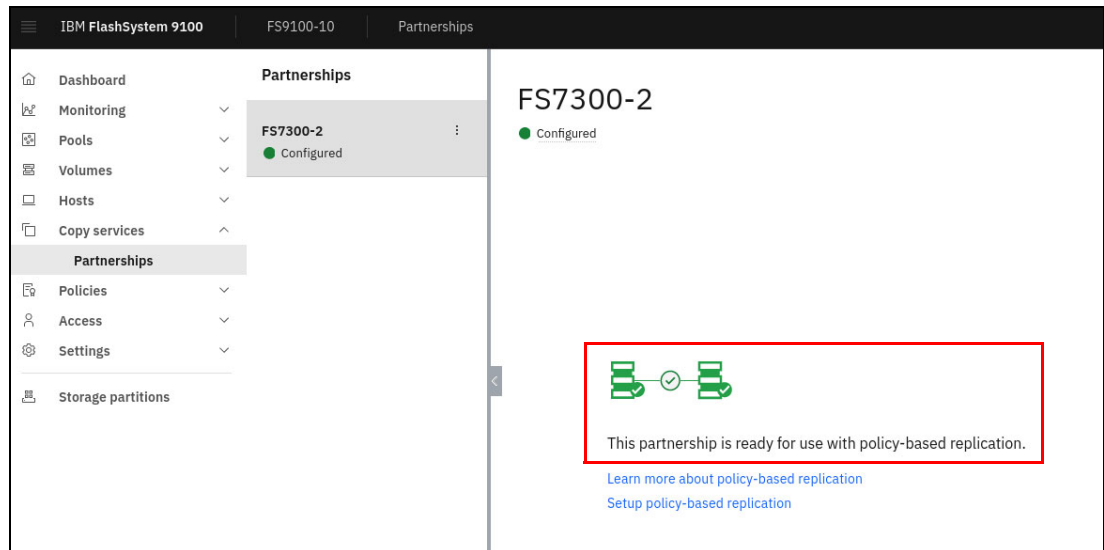 IBM FlashSystem 9100
FS9100-10
Partnerships
Dashboard
Monitoring
Pools
Volumes
Hosts
Copy services
Partnerships
Policies
Access
Settings
Storage partitions
Partnerships
FS7300-2
Configured
FS7300-2
Configured
This partnership is ready for use with policy-based replication.
Learn more about policy-based replication
Setup policy-based replication